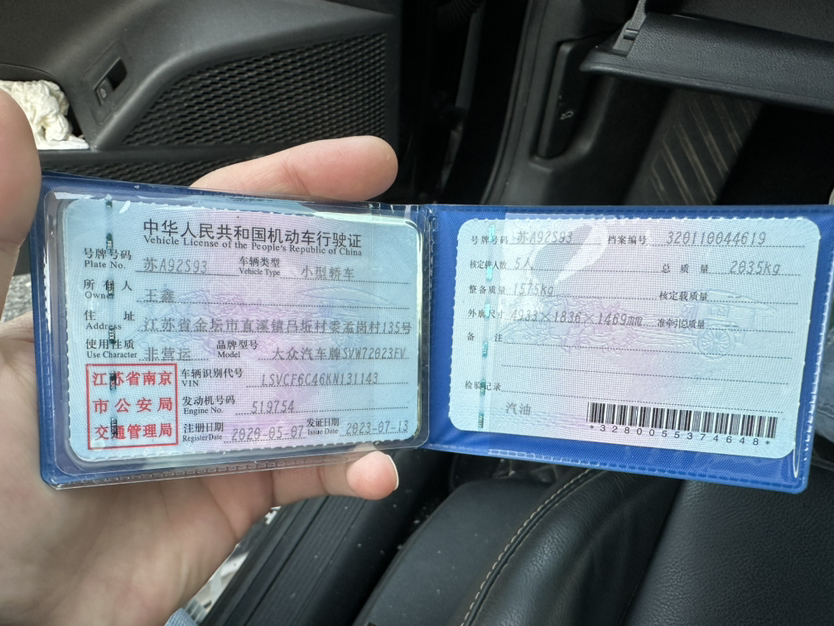 中华人民共和国机动车行驶证
Vehicle License of the People's Republic of China
号牌号码 苏A92S93 车辆类型 小型轿车
Plate No. Vehicle Type
所有人 王鑫
Owner
住址 江苏省金坛市直溪镇吕坵村委孟岗村135号
Address
使用性质 非营运 品牌型号 大众汽车牌SVW72023FV
Use Character Model
江苏省南京
市公安局
交通管理局
车辆识别代号 LSVCF6C46KN131143
VIN
发动机号码 519754
Engine No.
注册日期 2020-05-07 发证日期 2023-07-13
Register Date Issue Date
号牌号码 苏A92S93 档案编号 320110044619
核定载人数 5人 总质量 2035kg
整备质量 1575kg 核定载质量
外廓尺寸 4933×1836×1469mm 准牵引总质量
备注
检验记录
汽油
*3280055374648*